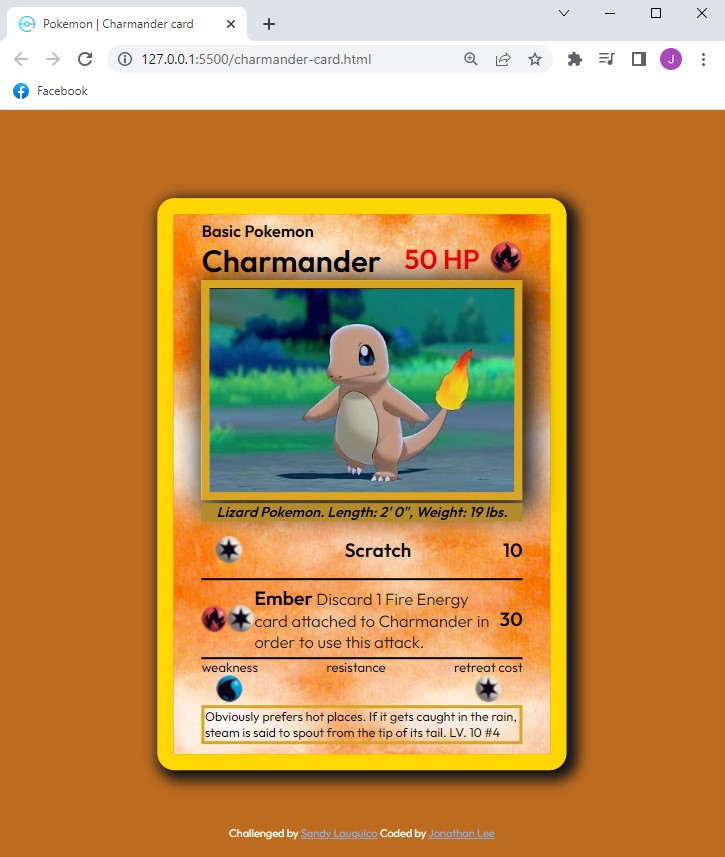 Pokemon | Charmander card
127.0.0.1:5500/charmander-card.html
J
Facebook
Basic Pokemon
Charmander 50 HP
Lizard Pokemon. Length: 2' 0", Weight: 19 lbs.
Scratch 10
Ember Discard 1 Fire Energy
card attached to Charmander in 30
order to use this attack.
weakness resistance retreat cost
Obviously prefers hot places. If it gets caught in the rain,
steam is said to spout from the tip of its tail. LV. 10 #4
Challenged by Sandy Lauguico Coded by Jonathan Lee